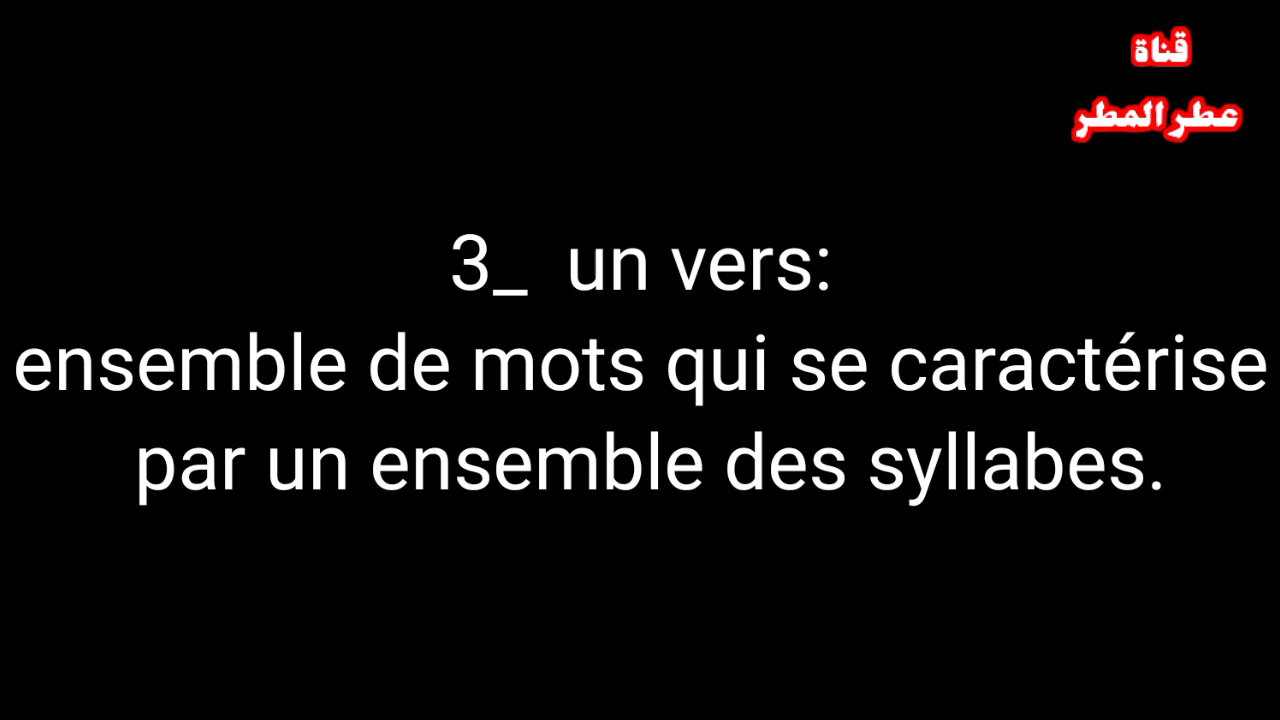 قناة
عطر المطر
3_ un vers:
ensemble de mots qui se caractérise
par un ensemble des syllabes.